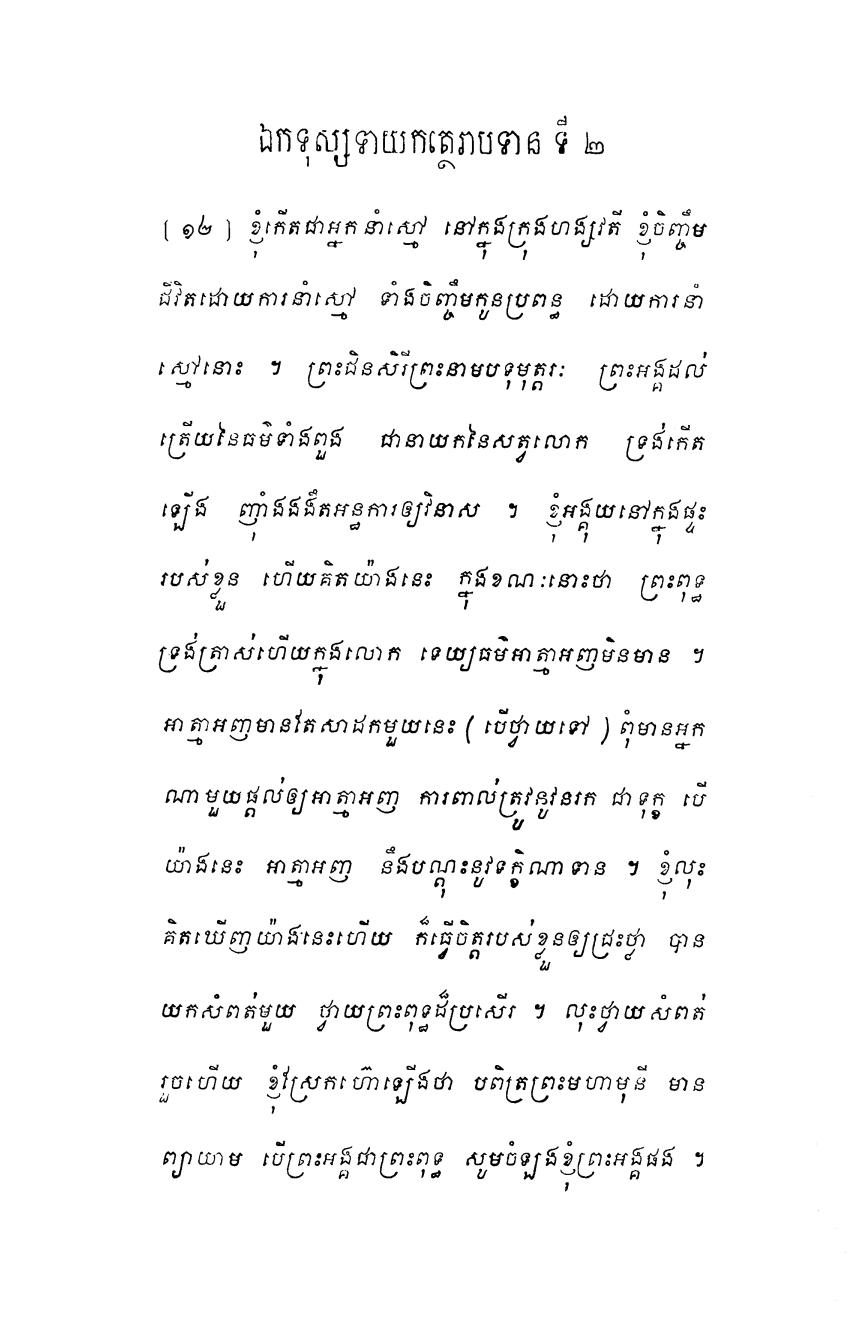 ឯកទុស្សទាយកត្ថេរាបទាន ទី ២
( ១២ ) ខ្ញុំកើតជាអ្នកនាំស្មៅ នៅក្នុងក្រុងហង្សវតី ខ្ញុំចិញ្ចឹម
ជីវិតដោយការនាំស្មៅ ទាំងចិញ្ចឹមកូនប្រពន្ធ ដោយការនាំ
ស្មៅនោះ ។ ព្រះជិនសិរីព្រះនាមបទុមុត្តរៈ ព្រះអង្គដល់
ត្រើយនៃធម៌ទាំងពួង ជានាយកនៃសត្វលោក ទ្រង់កើត
ឡើង ញ៉ាំងងងឹតអន្ធការឲ្យវិនាស ។ ខ្ញុំអង្គុយនៅក្នុងផ្ទះ
របស់ខ្លួន ហើយគិតយ៉ាងនេះ ក្នុងខណៈនោះថា ព្រះពុទ្ធ
ទ្រង់ត្រាស់ហើយក្នុងលោក ទេយ្យធម៌អាត្មាអញមិនមាន ។
អាត្មាអញមានតែសាដកមួយនេះ ( បើថ្វាយទៅ ) ពុំមានអ្នក
ណាមួយផ្តល់ឲ្យអាត្មាអញ ការពាល់ត្រូវនូវនរក ជាទុក្ខ បើ
យ៉ាងនេះ អាត្មាអញ នឹងបណ្តុះនូវទក្ខិណាទាន ។ ខ្ញុំលុះ
គិតឃើញយ៉ាងនេះហើយ ក៏ធ្វើចិត្តរបស់ខ្លួនឲ្យជ្រះថ្លា បាន
យកសំពត់មួយ ថ្វាយព្រះពុទ្ធដ៏ប្រសើរ ។ លុះថ្វាយសំពត់
រួចហើយ ខ្ញុំស្រែកហ៊ោឡើងថា បពិត្រព្រះមហាមុនី មាន
ព្យាយាម បើព្រះអង្គជាព្រះពុទ្ធ សូមចំឡងខ្ញុំព្រះអង្គផង ។